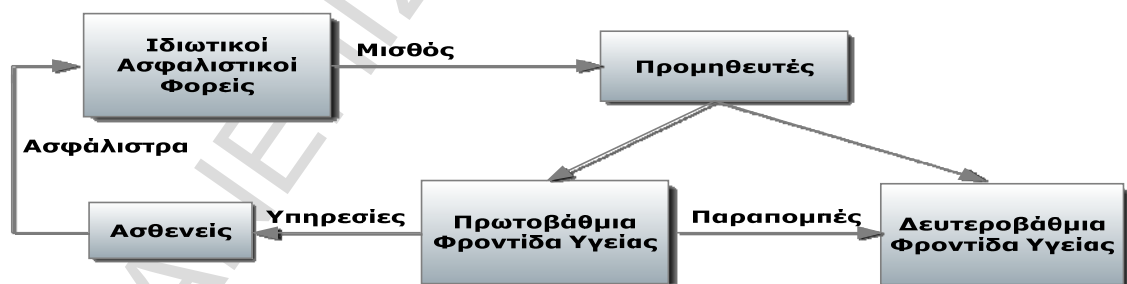 Ιδιωτικοί
Ασφαλιστικοί
Φορείς
Μισθός
Προμηθευτές
Ασφάλιστρα
Ασθενείς
Υπηρεσίες
Πρωτοβάθμια
Φροντίδα Υγείας
Παραπομπές
Δευτεροβάθμια
Φροντίδα Υγείας